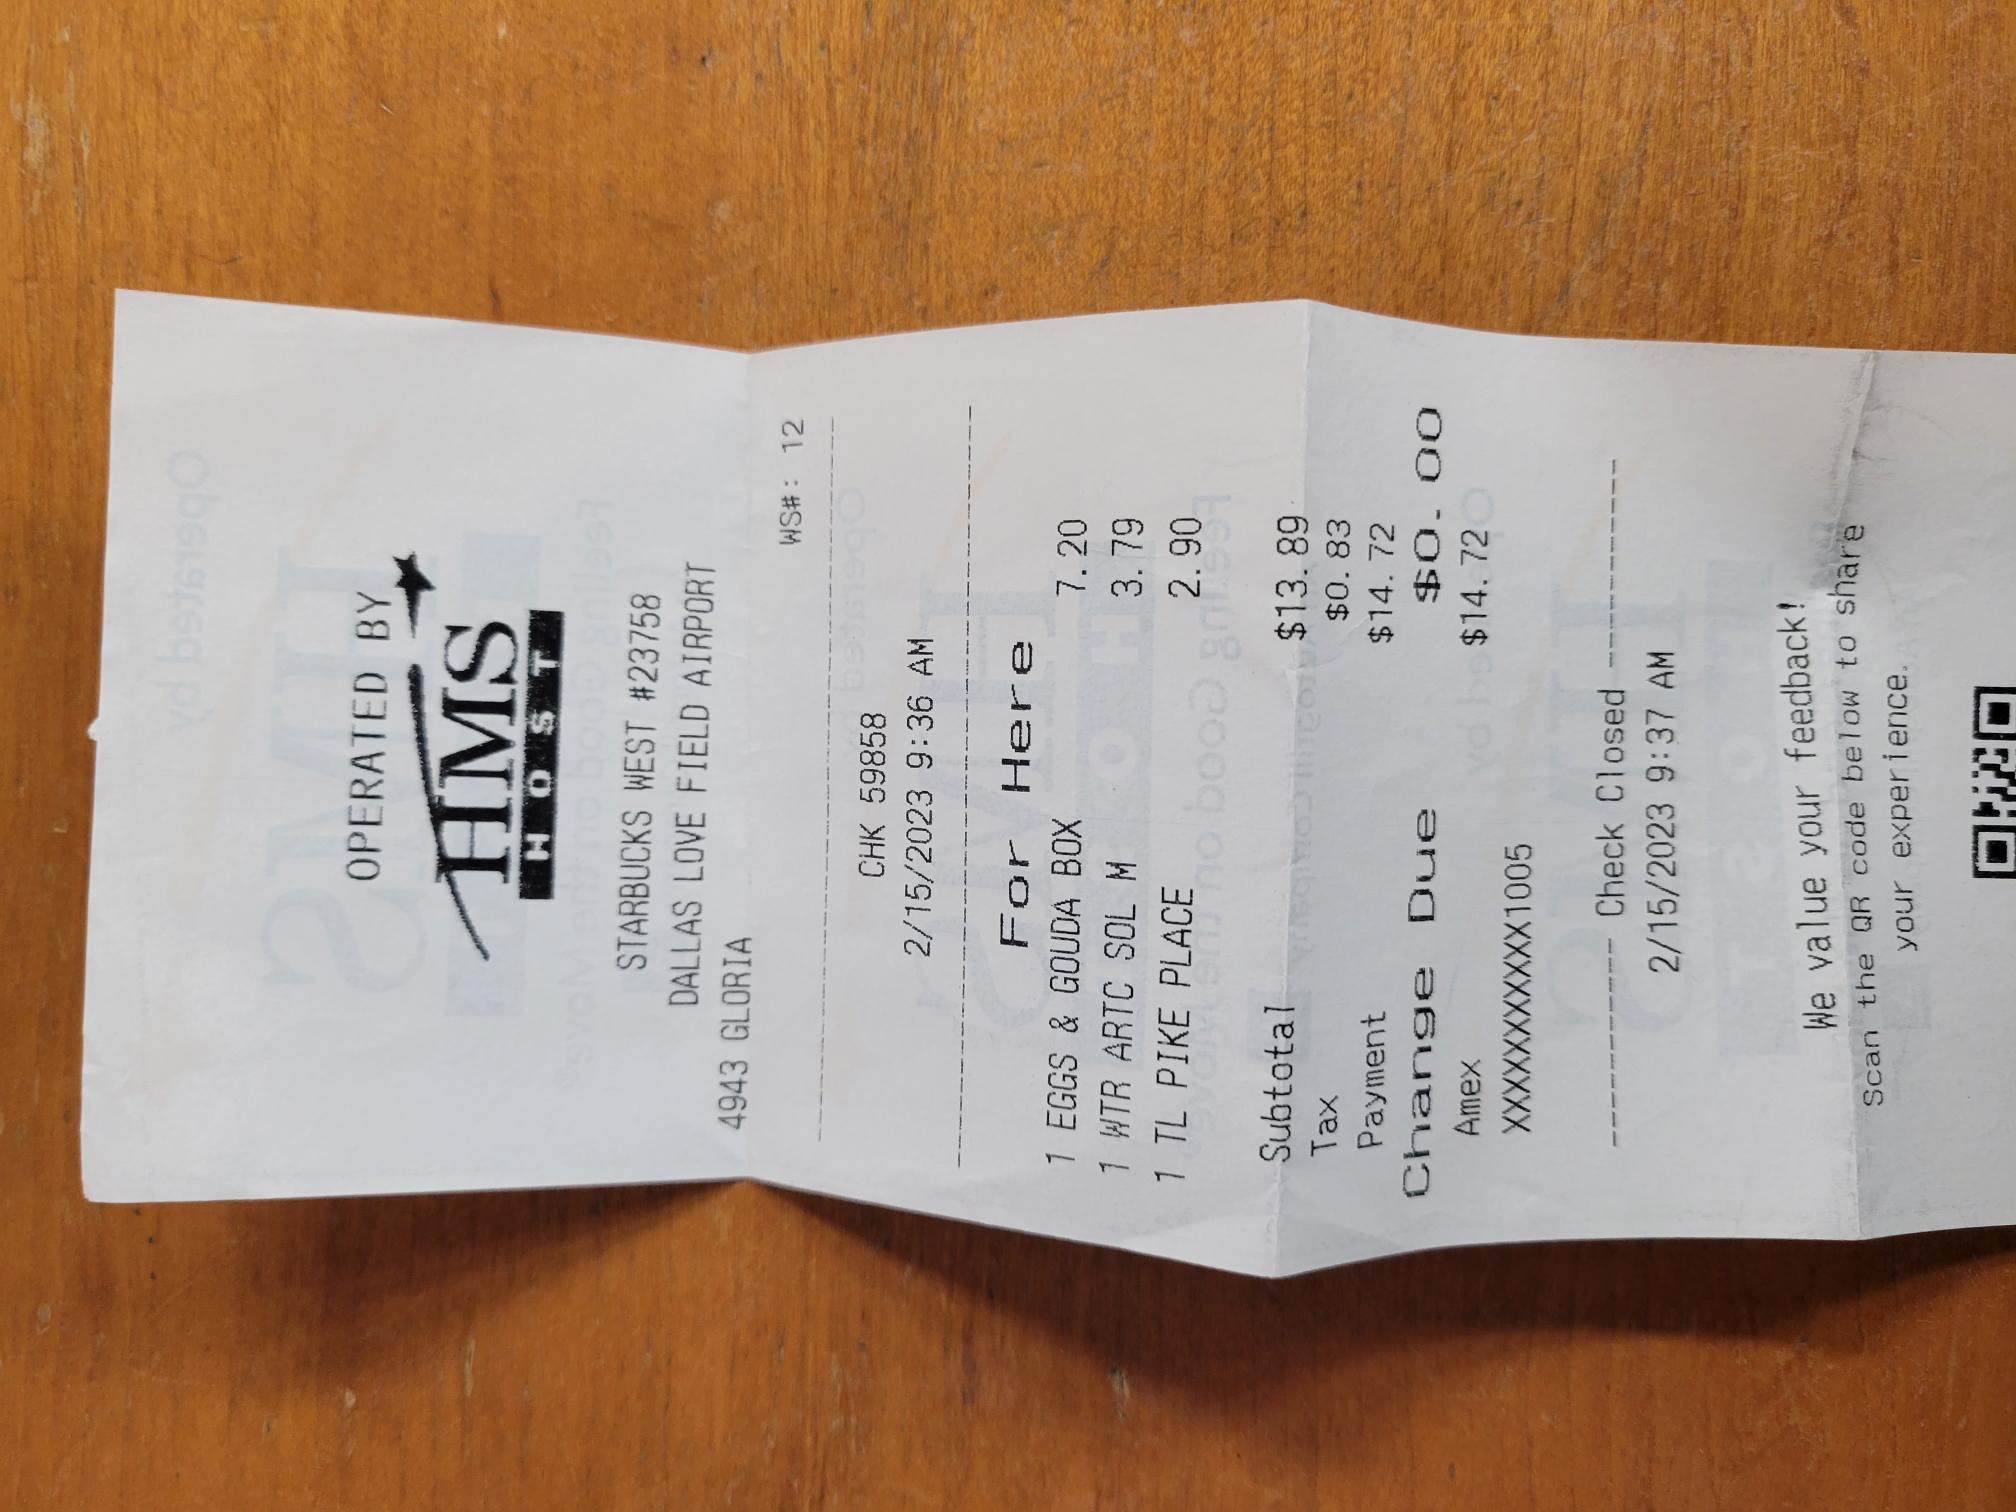 OPERATED BY
HMS
HOST
STARBUCKS WEST #23758
DALLAS LOVE FIELD AIRPORT
4943 GLORIA
WS#: 12
CHK 59858
2/15/2023 9:36 AM
For Here
1 EGGS & GOUDA BOX 7.20
1 WTR ARTC SOL M 3.79
1 TL PIKE PLACE 2.90
Subtotal $13.89
Tax $0.83
Payment $14.72
Change Due $0.00
Amex $14.72
XXXXXXXXXXX1005
----------- Check Closed -----------
2/15/2023 9:37 AM
We value your feedback!
Scan the QR code below to share
your experience.